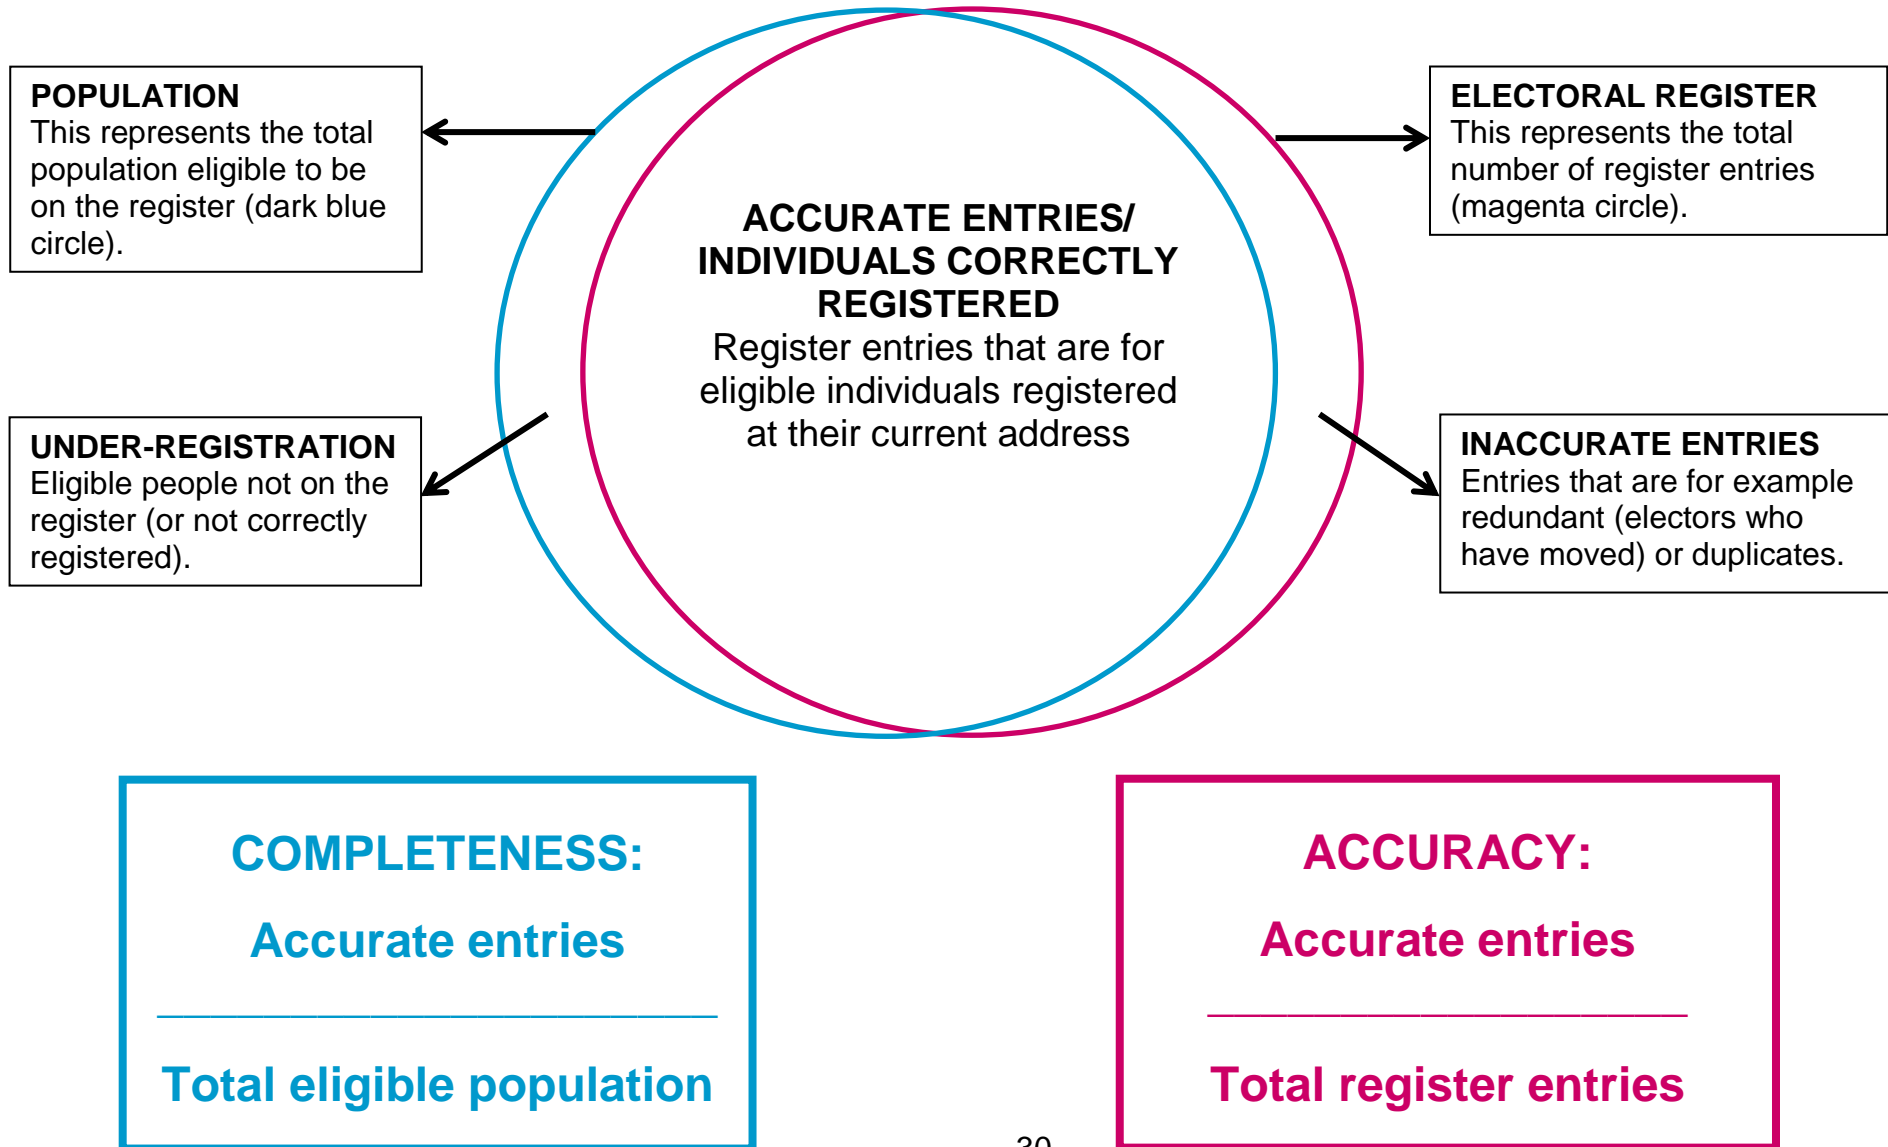 POPULATION
This represents the total
population eligible to be
on the register (dark blue
circle).
ELECTORAL REGISTER
This represents the total
number of register entries
(magenta circle).
ACCURATE ENTRIES/
INDIVIDUALS CORRECTLY
REGISTERED
Register entries that are for
eligible individuals registered
at their current address
UNDER-REGISTRATION
Eligible people not on the
register (or not correctly
registered).
INACCURATE ENTRIES
Entries that are for example
redundant (electors who
have moved) or duplicates.
COMPLETENESS:
Accurate entries
Total eligible population
ACCURACY:
Accurate entries
Total register entries
30